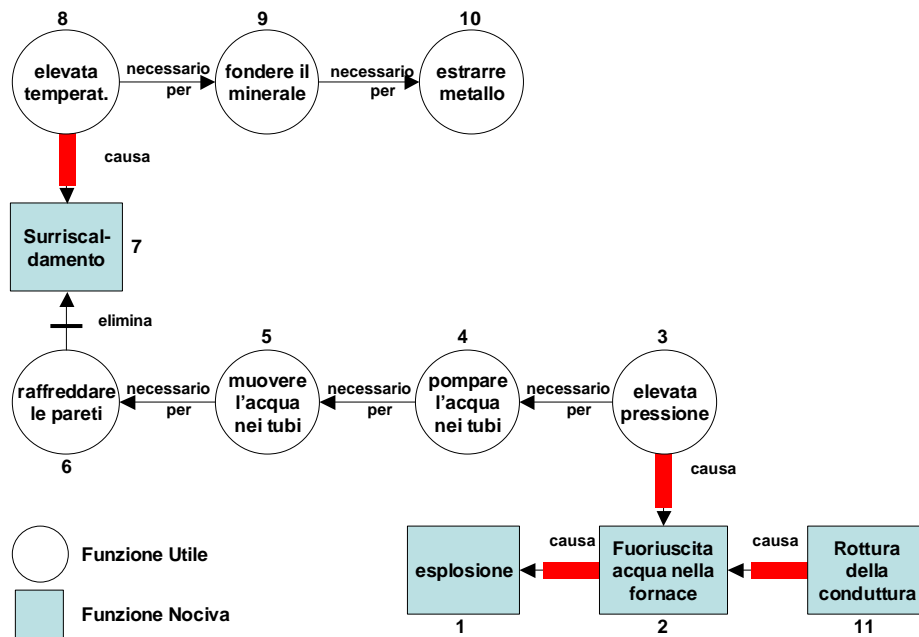 8
9
10
elevata
temperat.
necessario
per
fondere il
minerale
necessario
per
estrarre
metallo
causa
Surriscal-
damento
7
elimina
5
4
3
raffreddare
le pareti
necessario
per
muovere
l'acqua
nei tubi
necessario
per
pompare
l'acqua
nei tubi
necessario
per
elevata
pressione
6
causa
Funzione Utile
esplosione
causa
Fuoriuscita
acqua nella
fornace
causa
Rottura
della
conduttura
Funzione Nociva
1
2
11